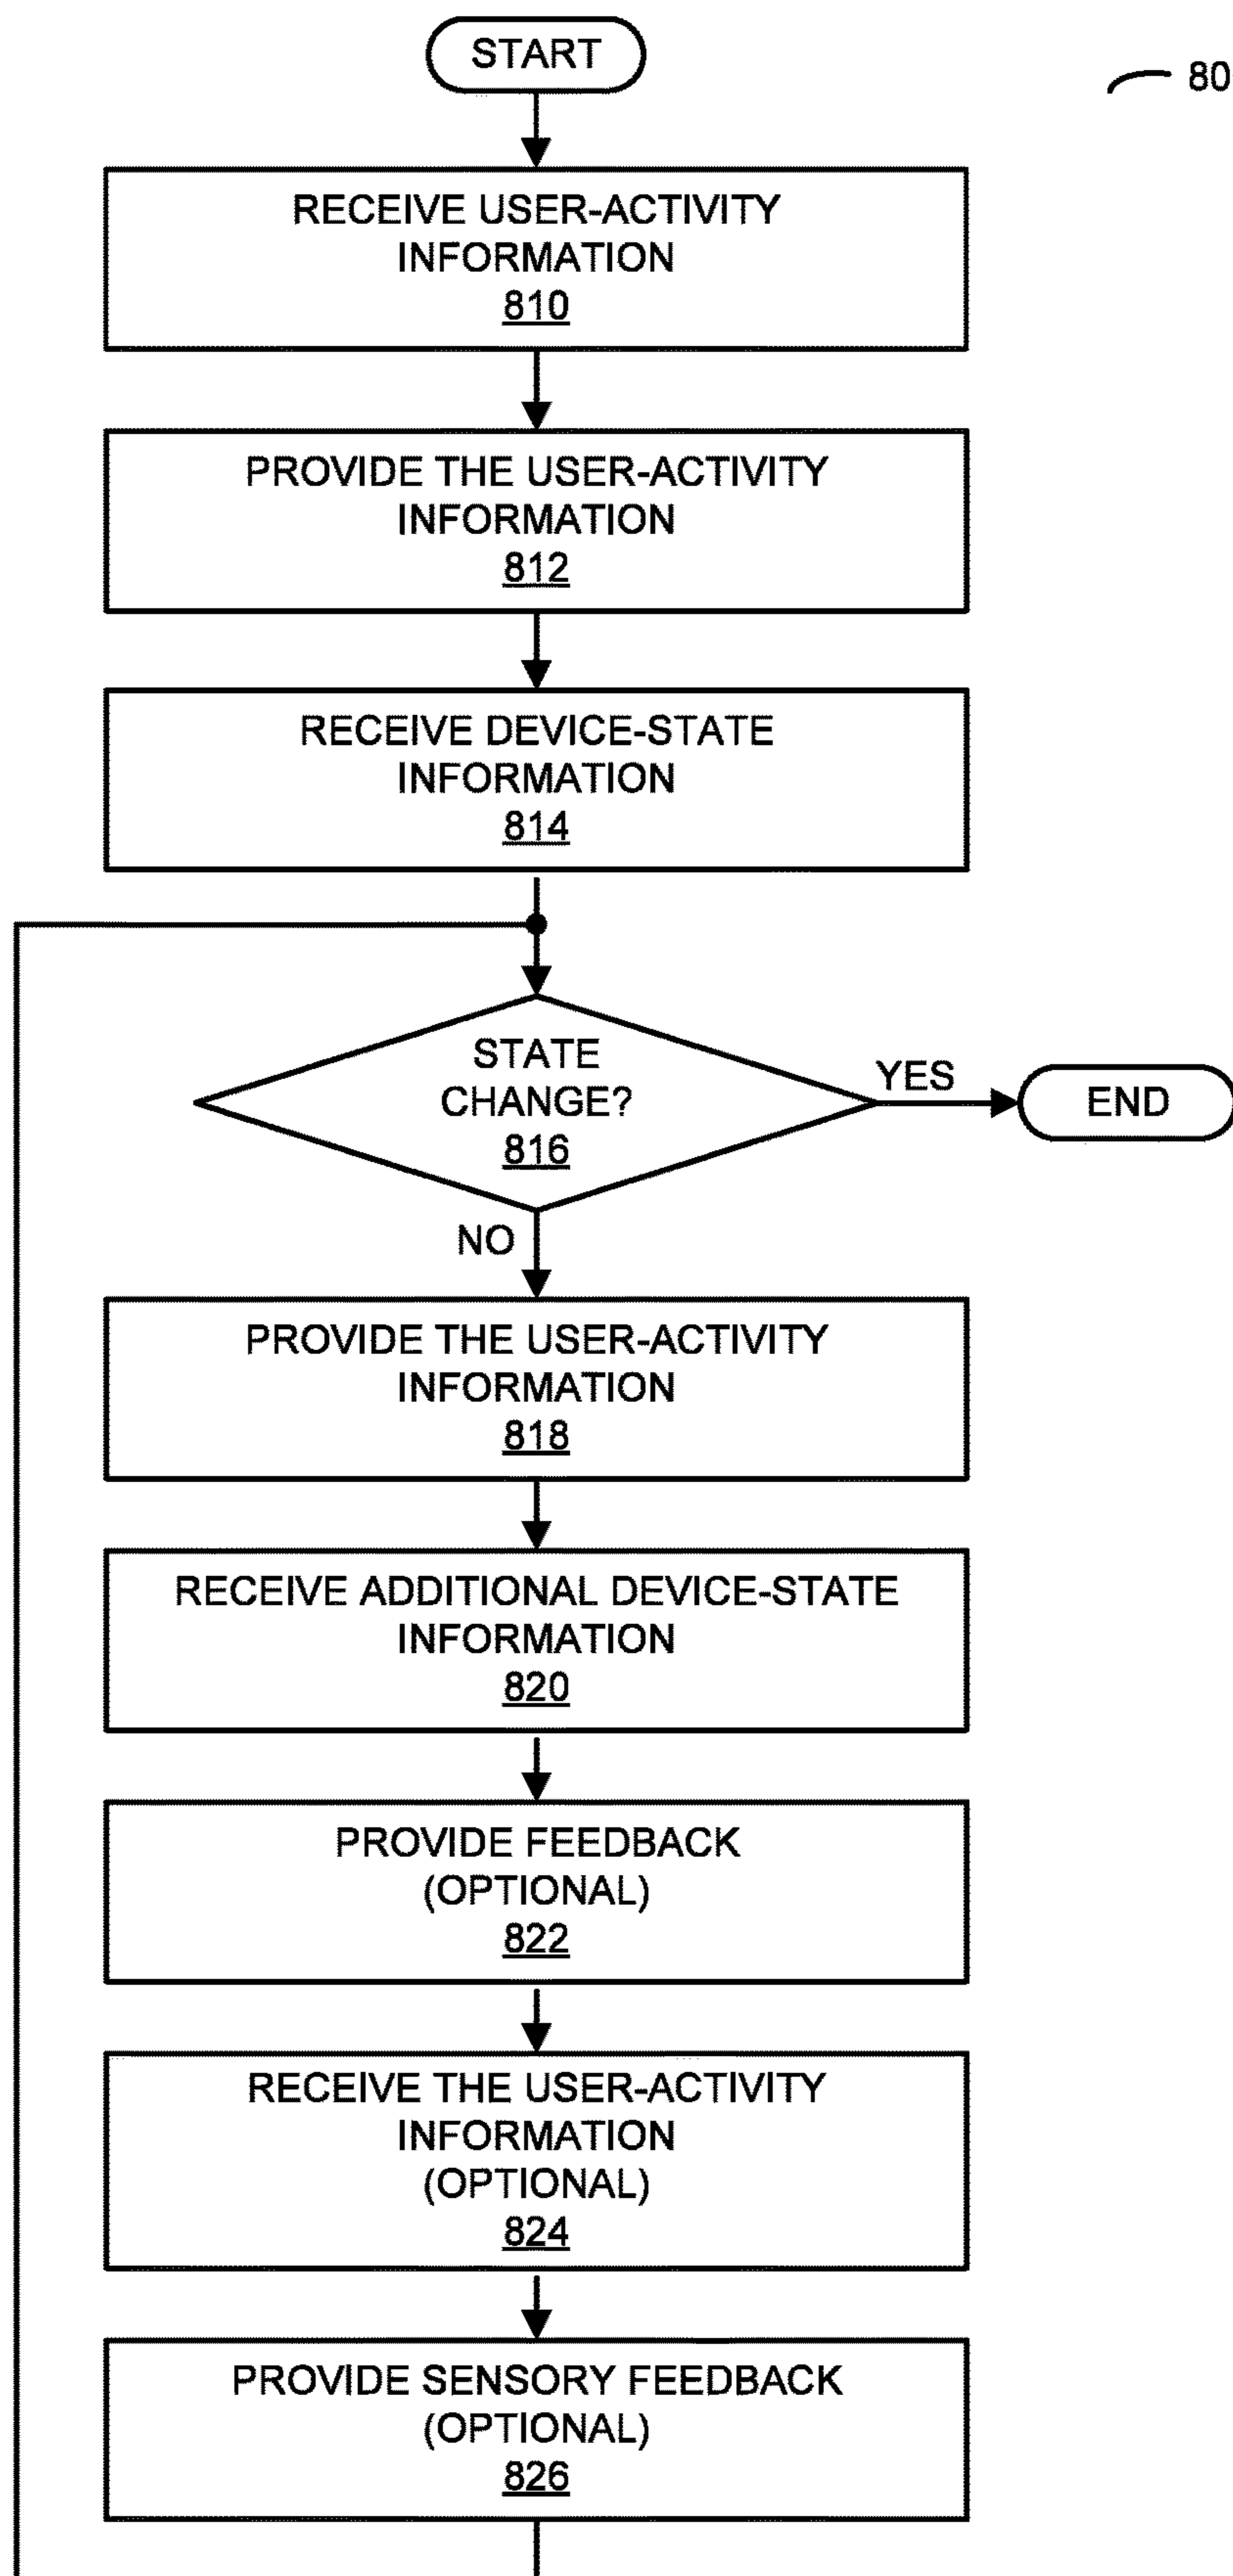 START
80
RECEIVE USER-ACTIVITY
INFORMATION
810
PROVIDE THE USER-ACTIVITY
INFORMATION
812
RECEIVE DEVICE-STATE
INFORMATION
814
STATE
CHANGE?
816
YES
END
NO
PROVIDE THE USER-ACTIVITY
INFORMATION
818
RECEIVE ADDITIONAL DEVICE-STATE
INFORMATION
820
PROVIDE FEEDBACK
(OPTIONAL)
822
RECEIVE THE USER-ACTIVITY
INFORMATION
(OPTIONAL)
824
PROVIDE SENSORY FEEDBACK
(OPTIONAL)
826